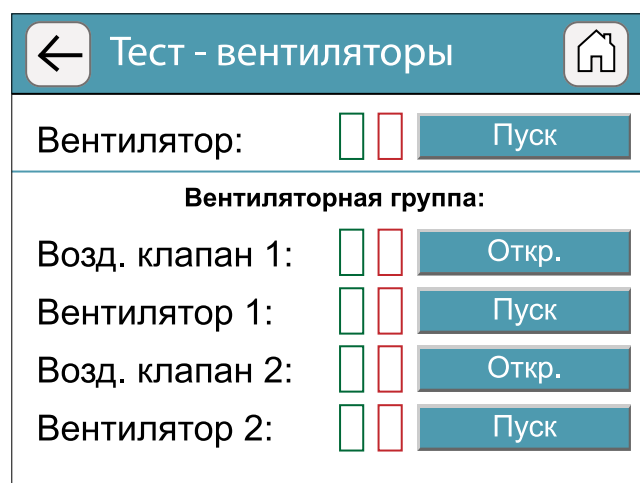 Тест - вентиляторы
Вентилятор: Пуск
Вентиляторная группа:
Возд. клапан 1: Откр.
Вентилятор 1: Пуск
Возд. клапан 2: Откр.
Вентилятор 2: Пуск